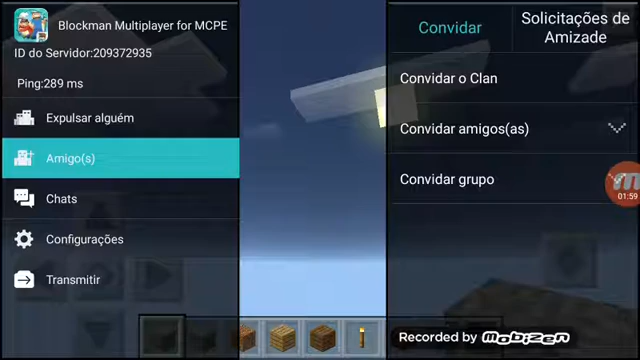 Blockman Multiplayer for MCPE
ID do Servidor:209372935
Ping:289 ms
Expulsar alguém
Amigo(s)
Chats
Configurações
Transmitir
Convidar
Solicitações de
Amizade
Convidar o Clan
Convidar amigos(as)
Convidar grupo
01:59
Recorded by Mobizen